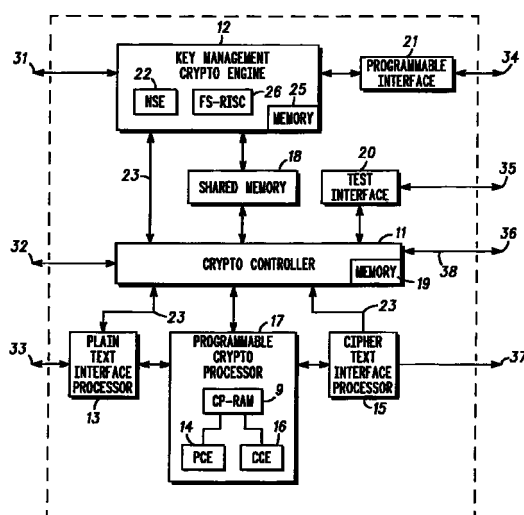 12
31
KEY MANAGEMENT
CRYPTO ENGINE
21
PROGRAMMABLE
INTERFACE
34
22
NSE
FS-RISC
26
25
MEMORY
18
20
23
SHARED MEMORY
TEST
INTERFACE
35
11
36
32
CRYPTO CONTROLLER
MEMORY
38
19
23
17
23
33
PLAIN
TEXT
INTERFACE
PROCESSOR
13
PROGRAMMABLE
CRYPTO
PROCESSOR
CP-RAM
9
14
PCE
16
CGE
CIPHER
TEXT
INTERFACE
PROCESSOR
15
37